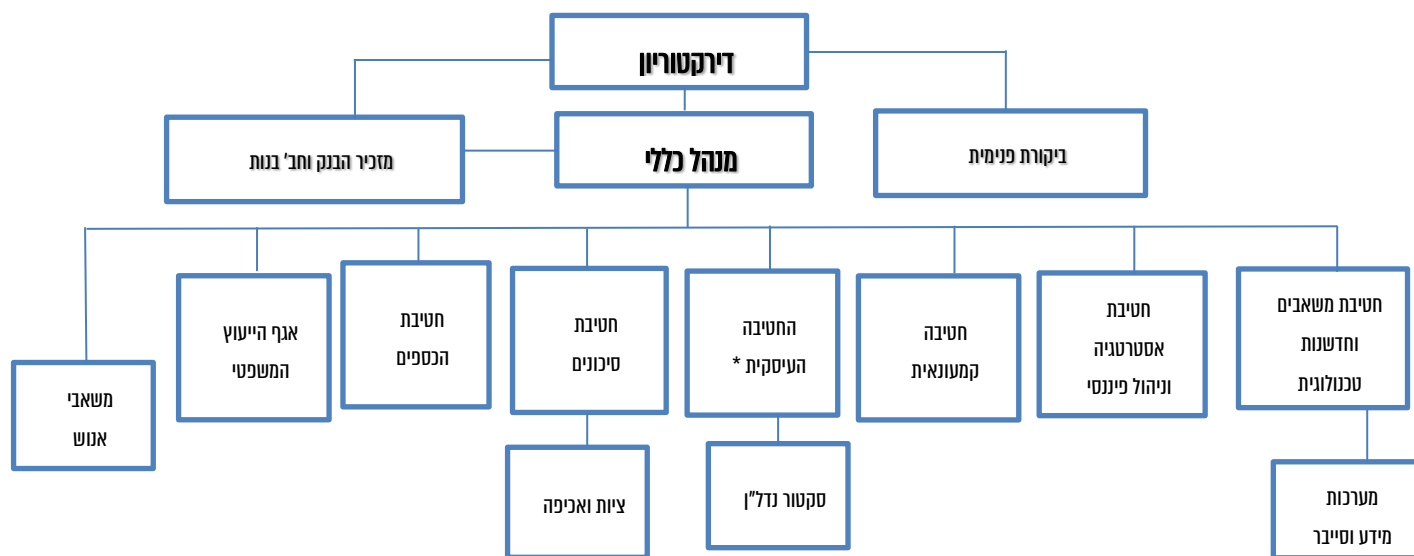 דירקטוריון
מנהל כללי
ביקורת פנימית
מזכיר הבנק וחב' בנות
חטיבת משאבים
וחדשנות
טכנולוגית
חטיבת
אסטרטגיה
וניהול פיננסי
חטיבה
קמעונאית
החטיבה
העיסקית *
חטיבת
סיכונים
חטיבת
הכספים
אגף הייעוץ
המשפטי
משאבי
אנוש
מערכות
מידע וסייבר
סקטור נדל"ן
ציות ואכיפה